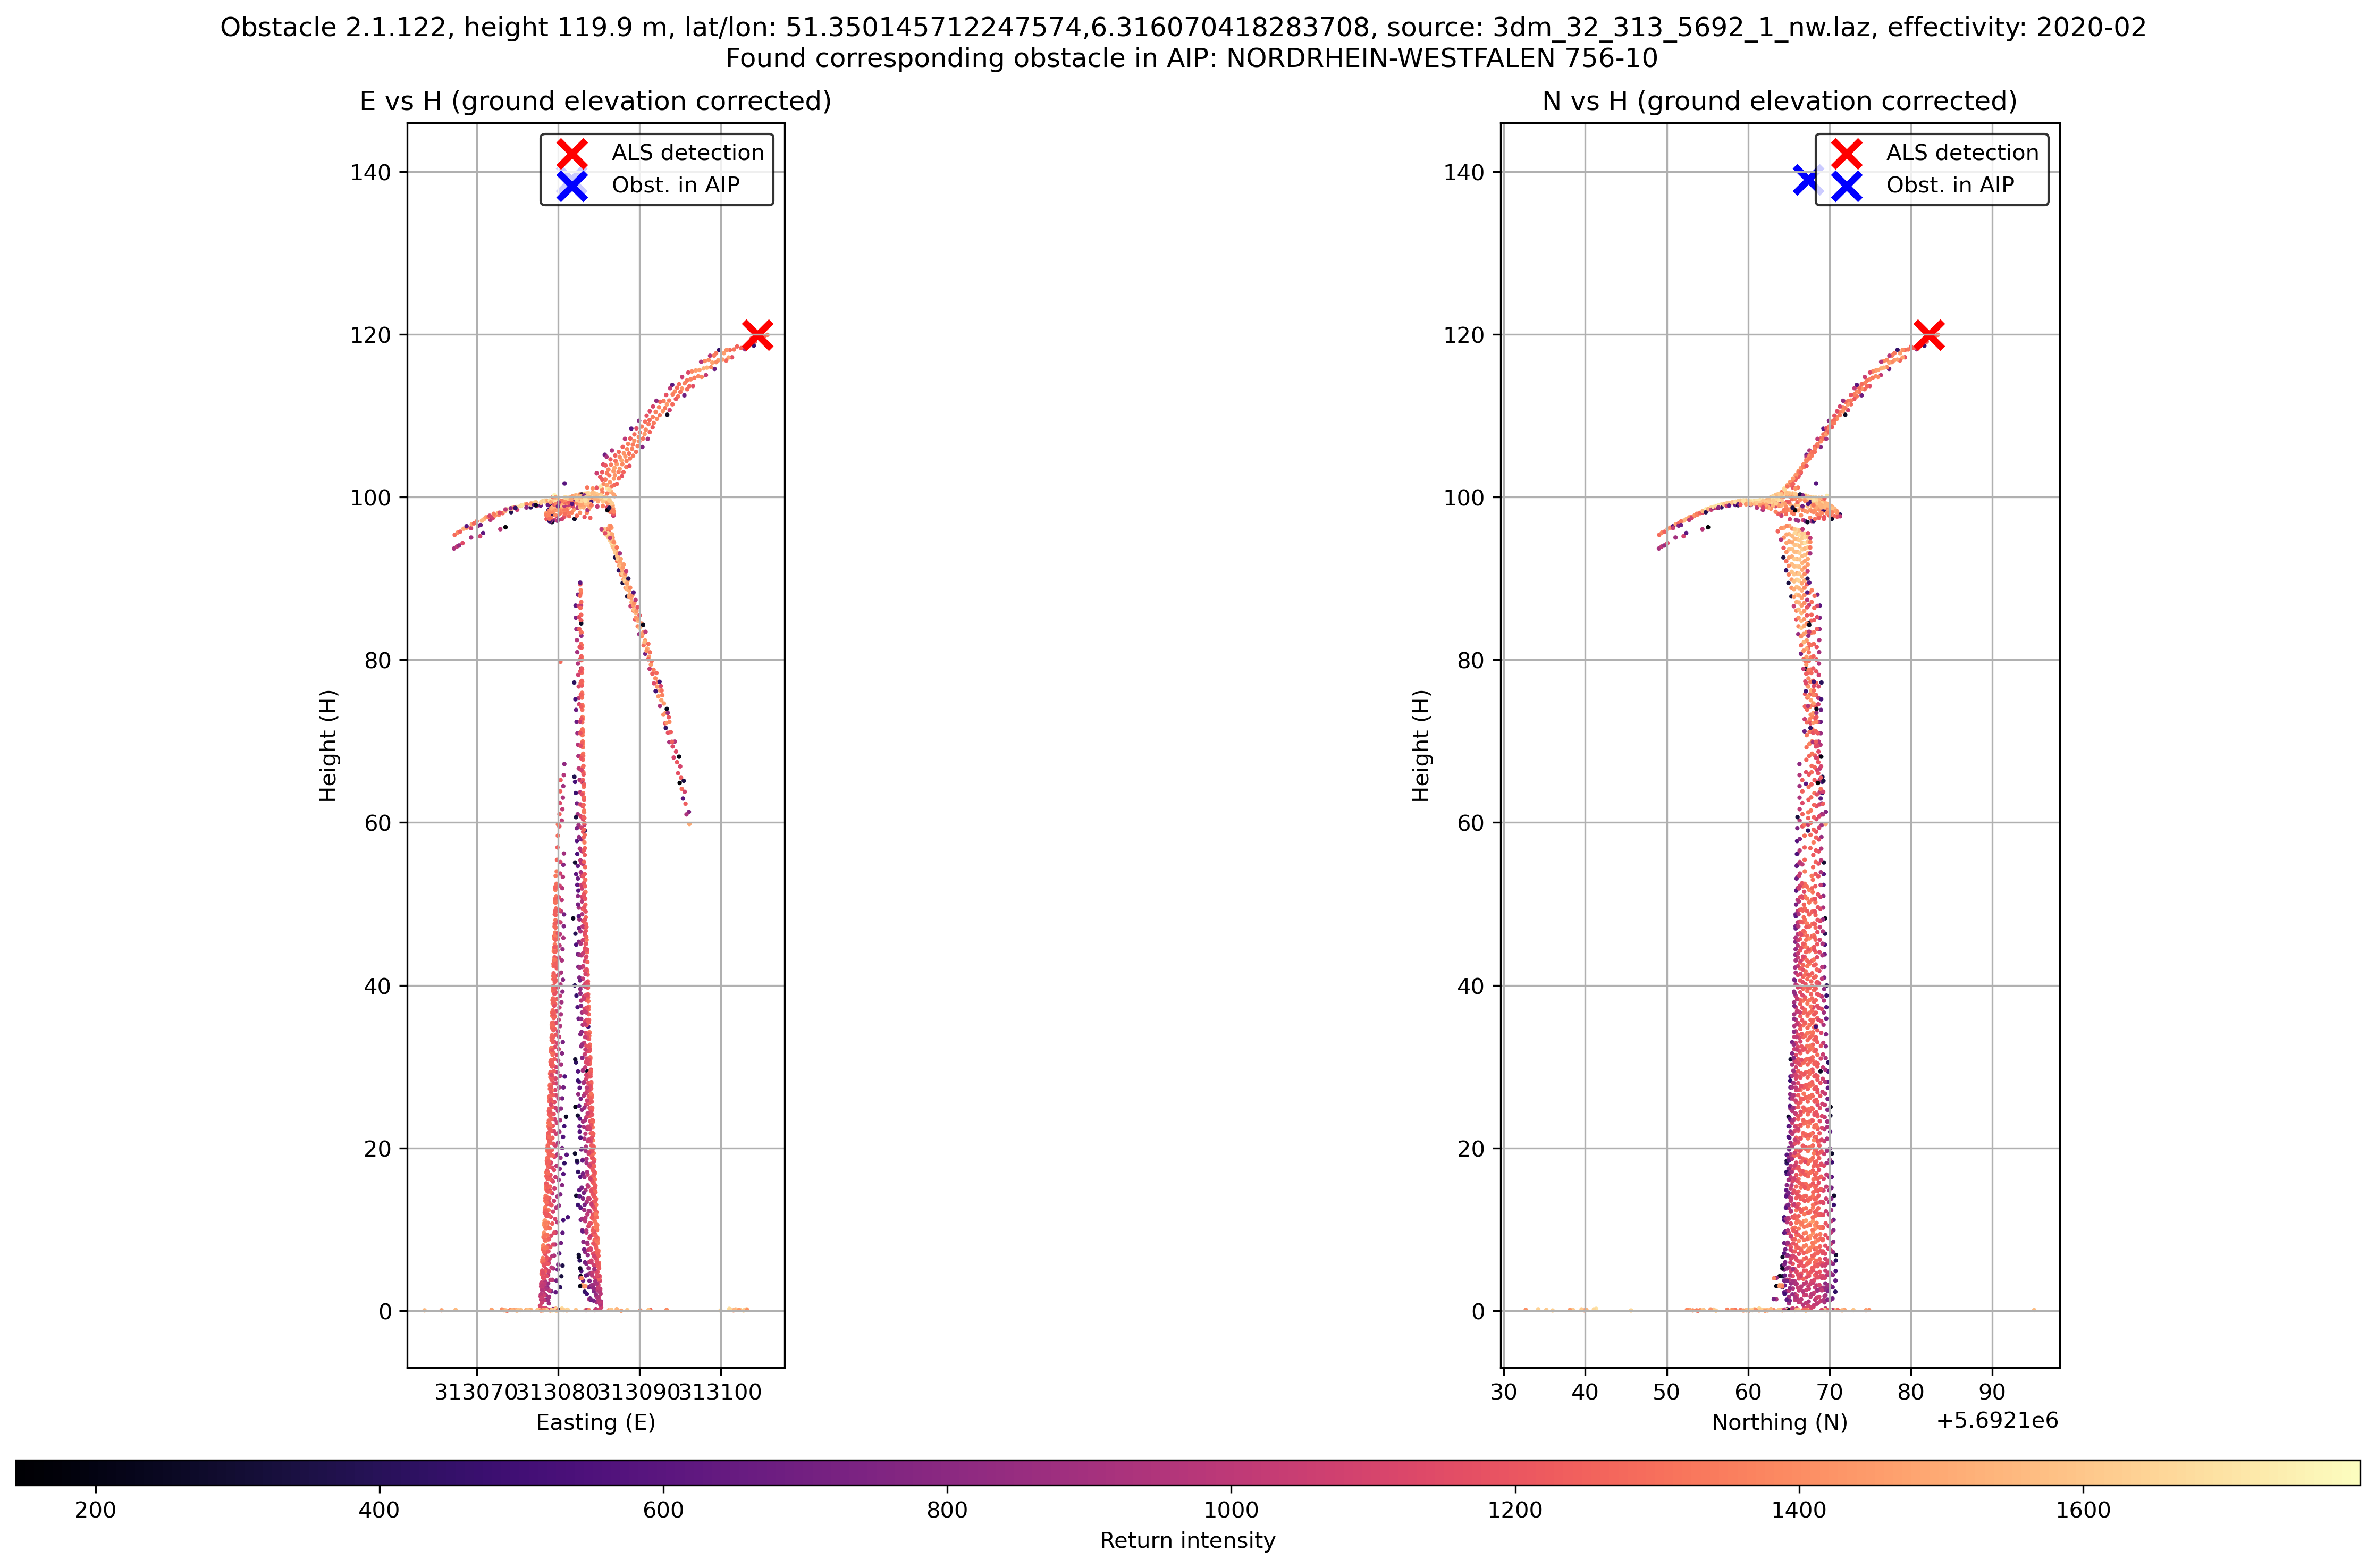 Obstacle 2.1.122, height 119.9 m, lat/lon: 51.350145712247574,6.316070418283708, source: 3dm_32_313_5692_1_nw.laz, effectivity: 2020-02
Found corresponding obstacle in AIP: NORDRHEIN-WESTFALEN 756-10
E vs H (ground elevation corrected)
ALS detection
Obst. in AIP
140
120
100
80
60
40
20
0
Height (H)
313070 313080 313090 313100
Easting (E)
N vs H (ground elevation corrected)
ALS detection
Obst. in AIP
140
120
100
80
60
40
20
0
Height (H)
30 40 50 60 70 80 90
Northing (N)
+5.6921e6
200 400 600 800 1000 1200 1400 1600
Return intensity